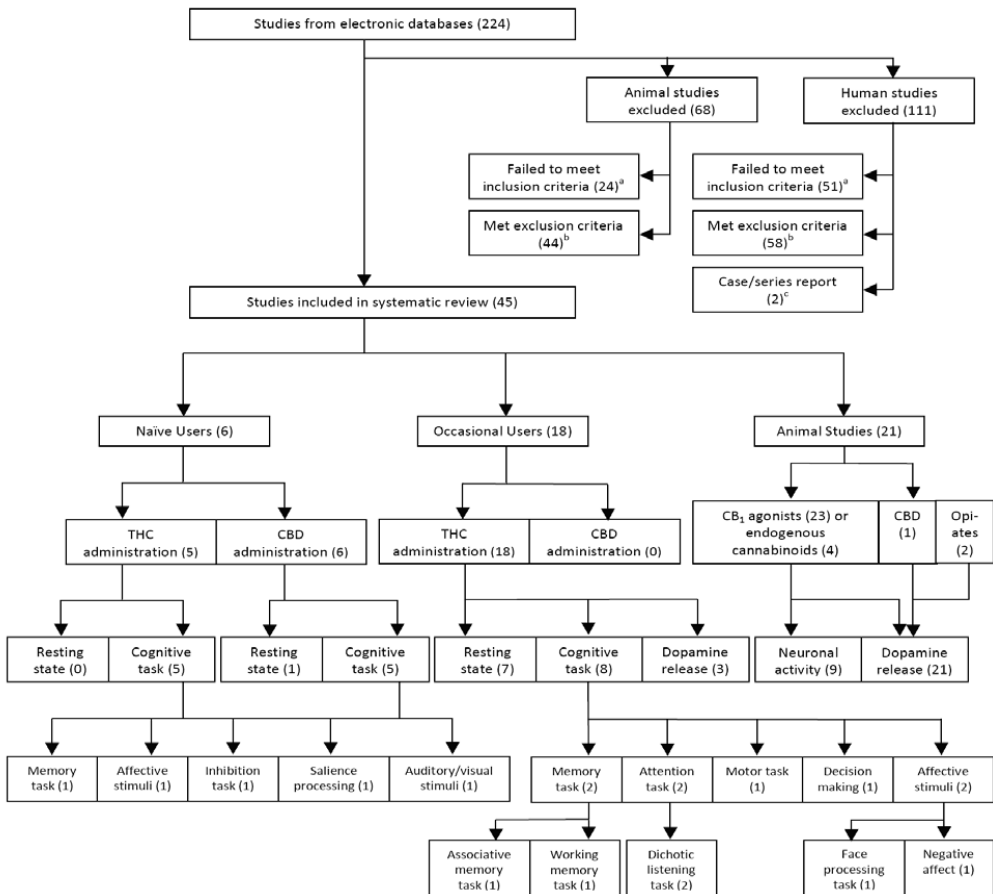 Studies from electronic databases (224)
Animal studies
excluded (68)
Human studies
excluded (111)
Failed to meet
inclusion criteria (24)ᵃ
Failed to meet
inclusion criteria (51)ᵃ
Met exclusion criteria
(44)ᵇ
Met exclusion criteria
(58)ᵇ
Case/series report
(2)ᶜ
Studies included in systematic review (45)
Naïve Users (6)
Occasional Users (18)
Animal Studies (21)
THC
administration (5)
CBD
administration (6)
THC
administration (18)
CBD
administration (0)
CB₁ agonists (23) or
endogenous
cannabinoids (4)
CBD
(1)
Opi-
ates
(2)
Resting
state (0)
Cognitive
task (5)
Resting
state (1)
Cognitive
task (5)
Resting
state (7)
Cognitive
task (8)
Dopamine
release (3)
Neuronal
activity (9)
Dopamine
release (21)
Memory
task (1)
Affective
stimuli (1)
Inhibition
task (1)
Salience
processing (1)
Auditory/visual
stimuli (1)
Memory
task (2)
Attention
task (2)
Motor task
(1)
Decision
making (1)
Affective
stimuli (2)
Associative
memory
task (1)
Working
memory
task (1)
Dichotic
listening
task (2)
Face
processing
task (1)
Negative
affect (1)